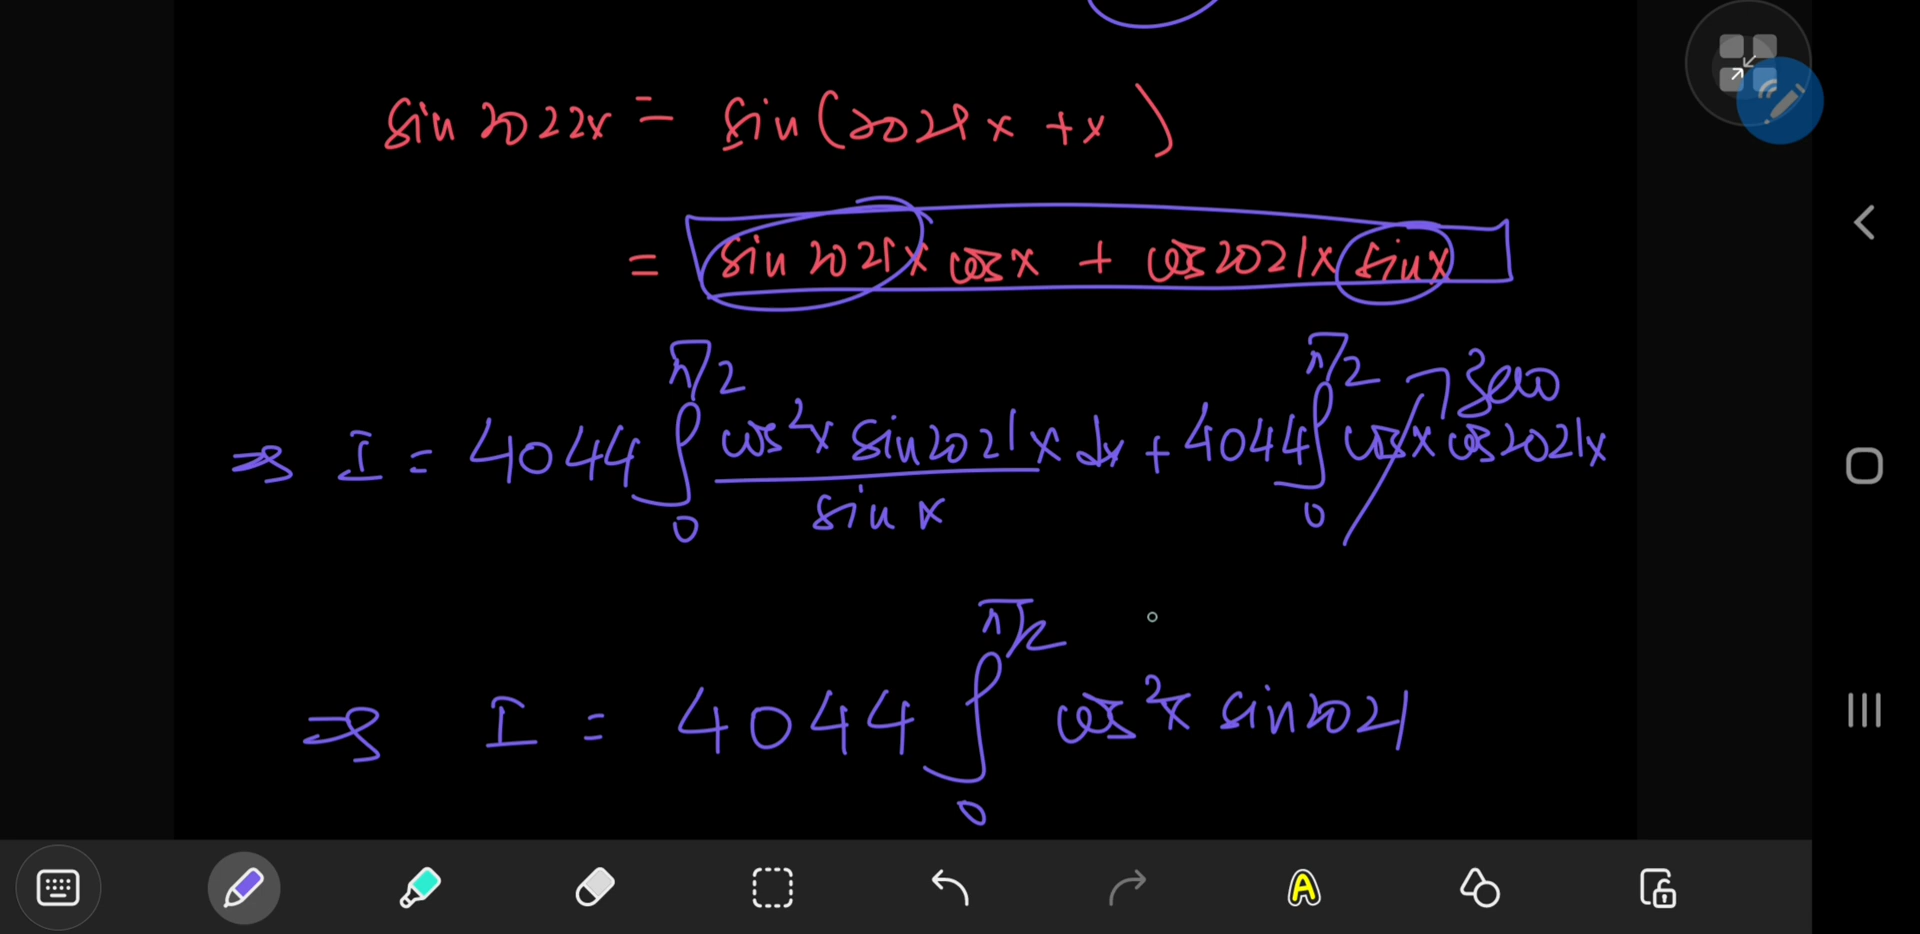 sin 2022x = sin(2021x + x)
= sin 2021x cos x + cos 2021x sin x
⇒ I = 4044 ∫₀^{π/2} cos²x sin 2021x / sin x dx + 4044 ∫₀^{π/2} cos x cos 2021x → zero
⇒ I = 4044 ∫₀^{π/2} cos²x sin 2021
A